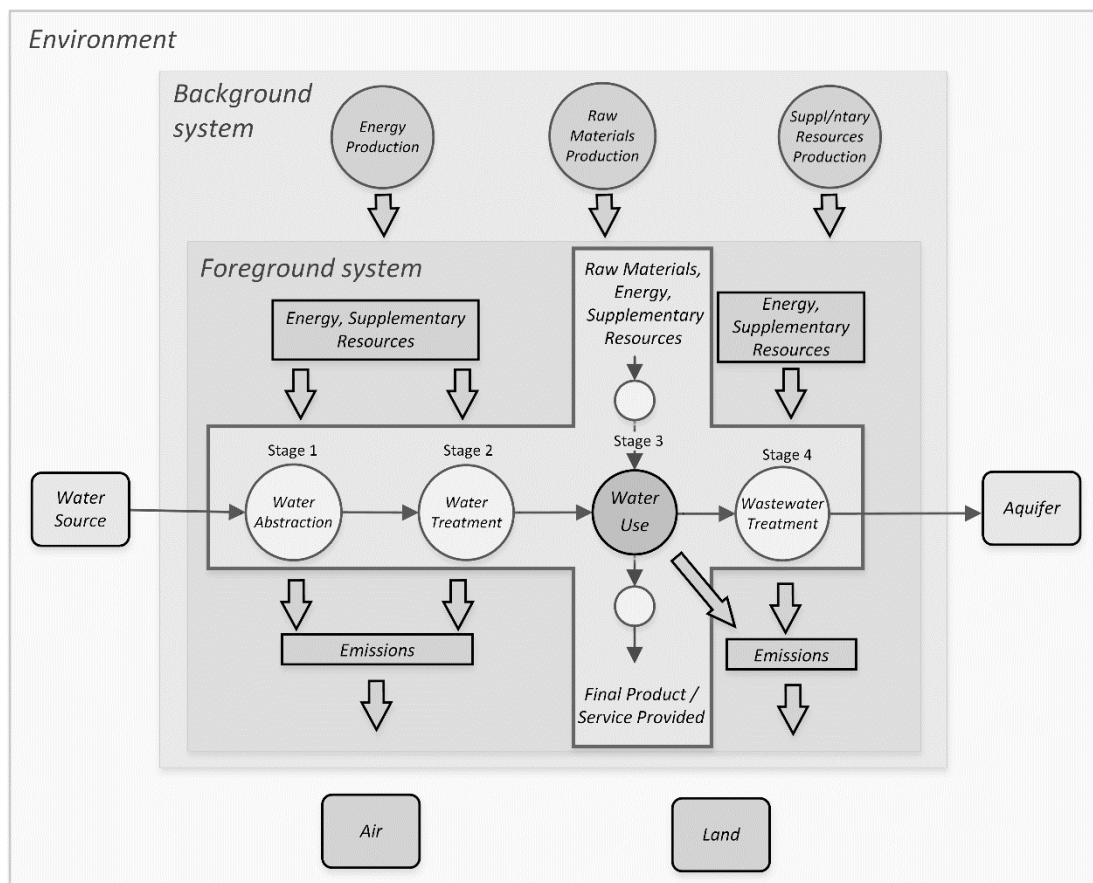 Environment
Background
system
Energy
Production
Raw
Materials
Production
Suppl/ntary
Resources
Production
Foreground system
Energy, Supplementary
Resources
Raw Materials,
Energy,
Supplementary
Resources
Energy,
Supplementary
Resources
Stage 1
Stage 2
Stage 3
Stage 4
Water
Source
Water
Abstraction
Water
Treatment
Water
Use
Wastewater
Treatment
Aquifer
Emissions
Emissions
Final Product /
Service Provided
Air
Land